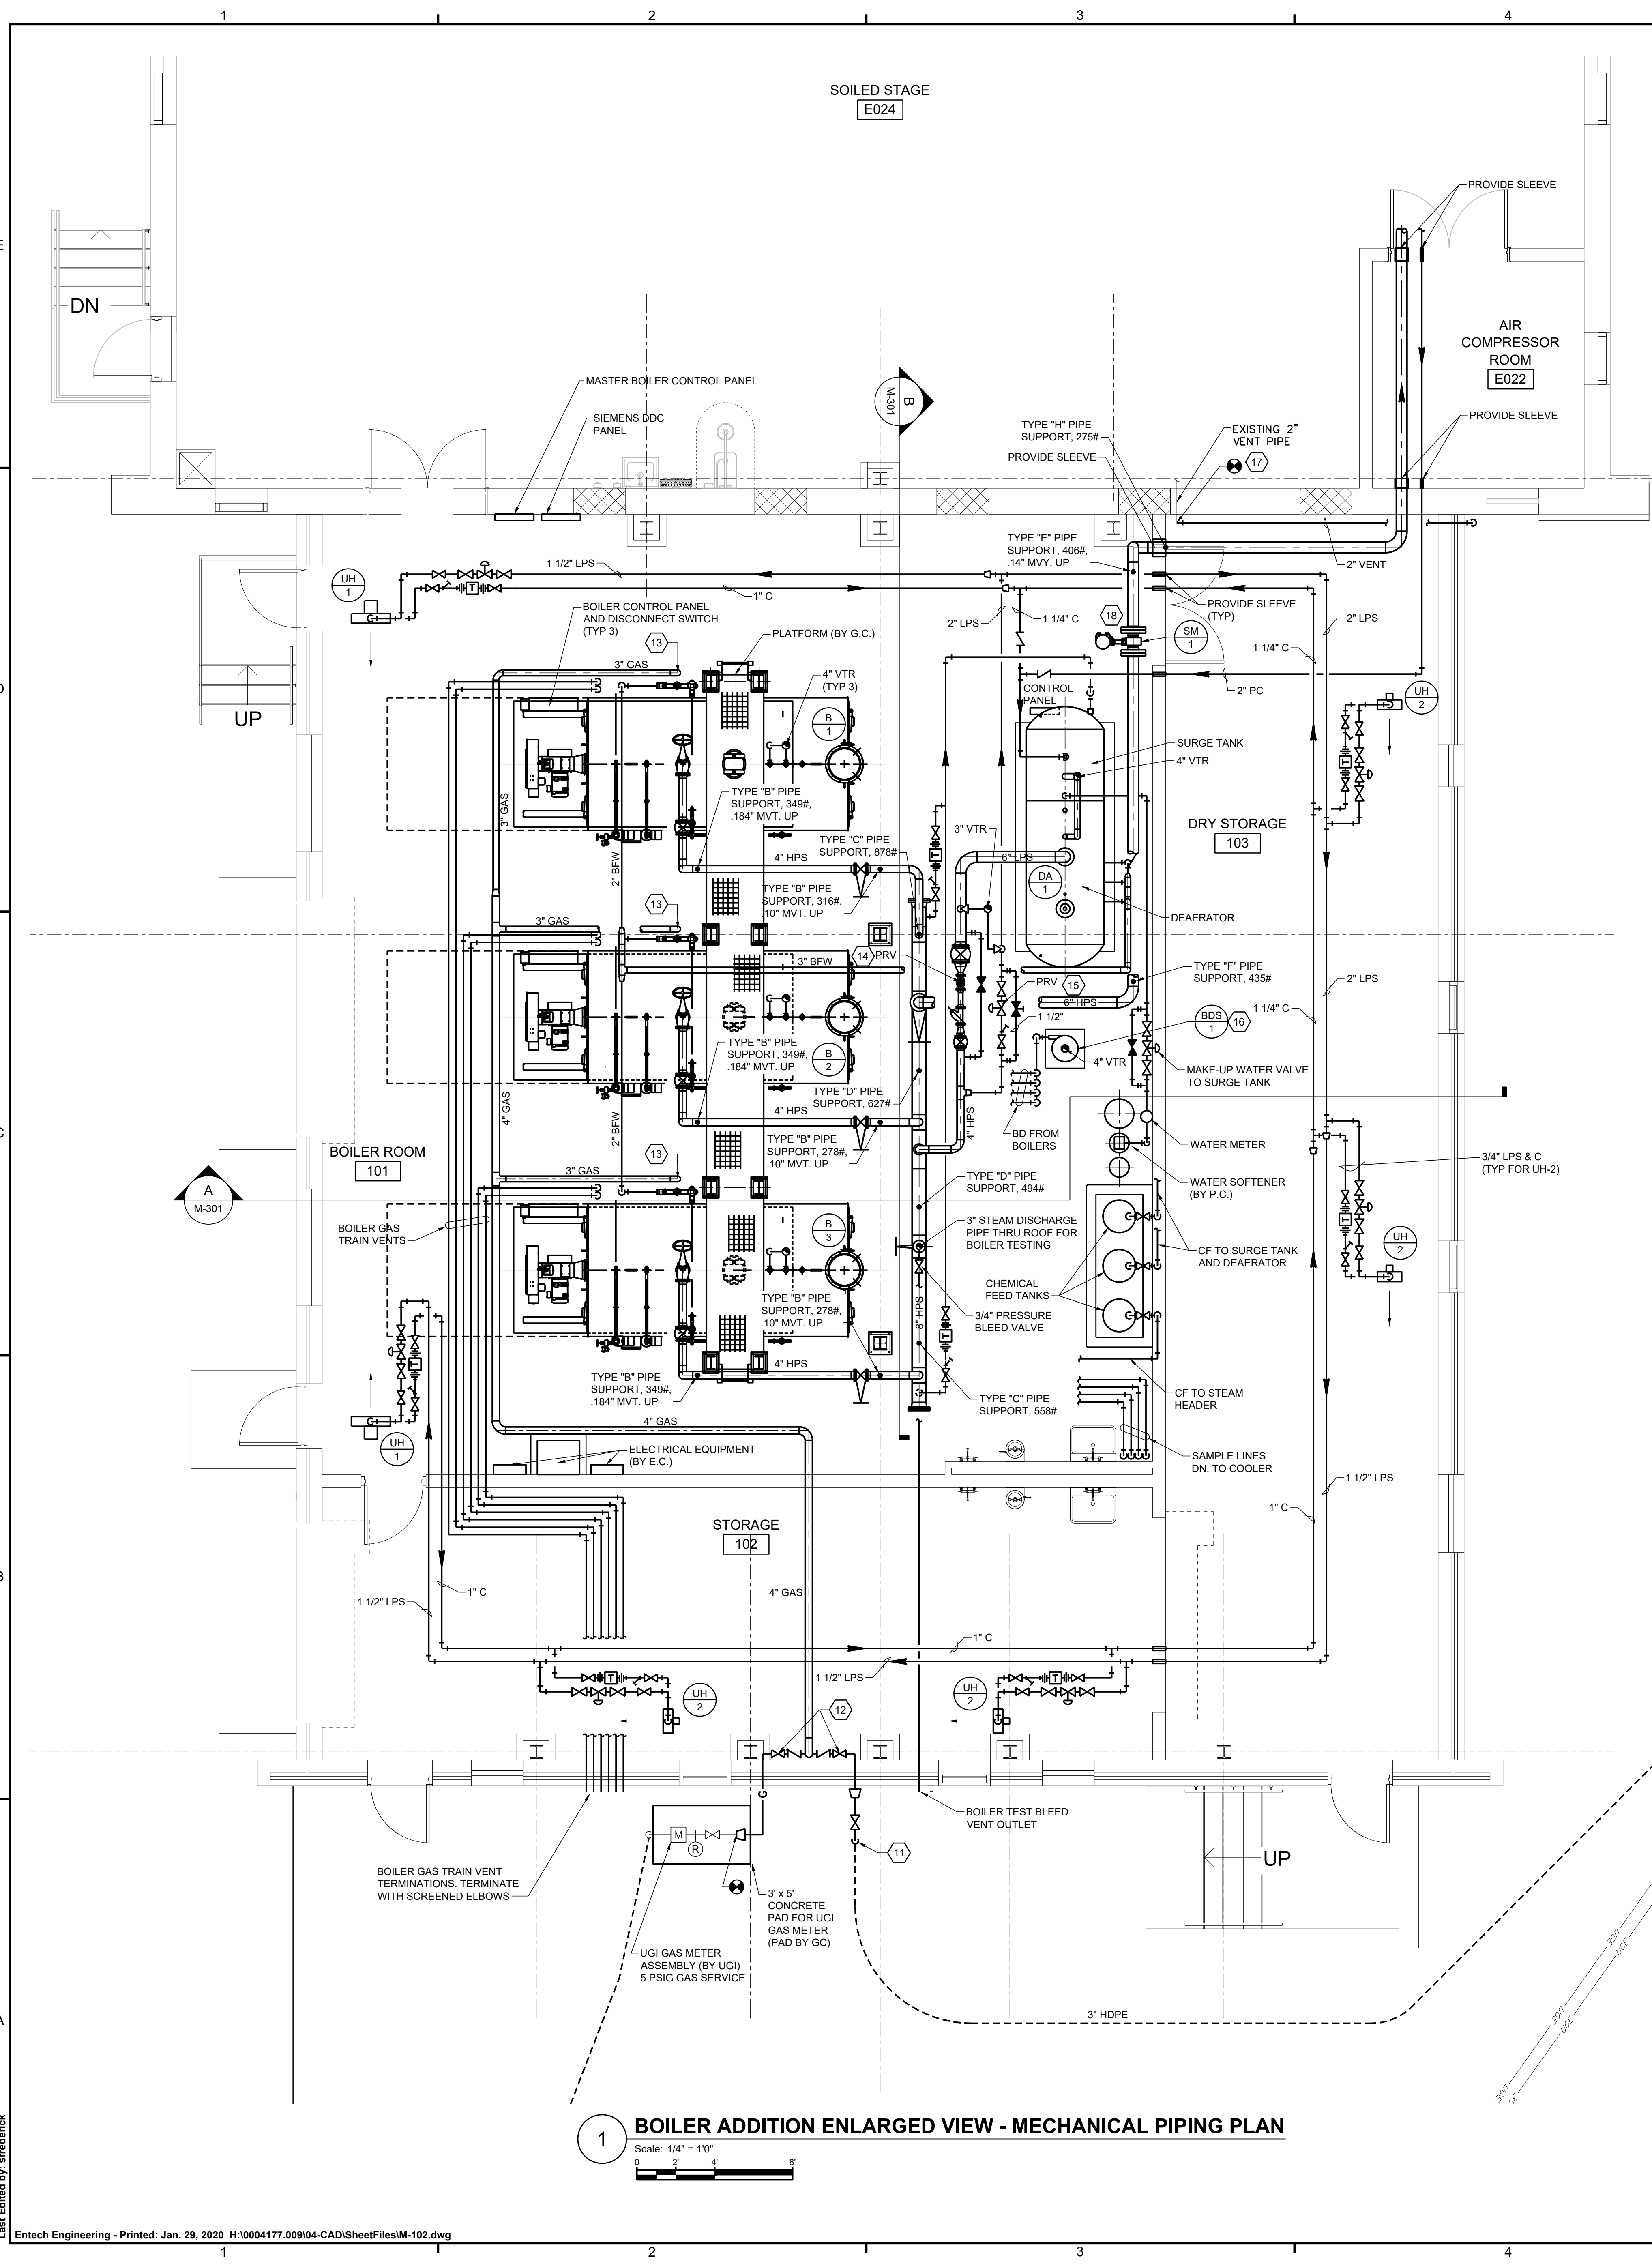 1
2
3
4
SOILED STAGE
E024
PROVIDE SLEEVE
E
DN
AIR
COMPRESSOR
ROOM
E022
MASTER BOILER CONTROL PANEL
SIEMENS DDC
PANEL
B
M-301
TYPE "H" PIPE
SUPPORT, 275#
PROVIDE SLEEVE
EXISTING 2"
VENT PIPE
17
PROVIDE SLEEVE
TYPE "E" PIPE
SUPPORT, 406#,
.14" MVY. UP
2" VENT
UH
1
1 1/2" LPS
1" C
BOILER CONTROL PANEL
AND DISCONNECT SWITCH
(TYP 3)
13
PLATFORM (BY G.C.)
2" LPS
1 1/4" C
18
PROVIDE SLEEVE
(TYP)
SM
1
2" LPS
1 1/4" C
3" GAS
4" VTR
(TYP 3)
CONTROL
PANEL
2" PC
UH
2
D
UP
B
1
SURGE TANK
4" VTR
3" GAS
TYPE "B" PIPE
SUPPORT, 349#,
.184" MVT. UP
TYPE "C" PIPE
SUPPORT, 878#
3" VTR
DRY STORAGE
103
4" HPS
6" LPS
2" BFW
TYPE "B" PIPE
SUPPORT, 316#,
.10" MVT. UP
DA
1
13
3" GAS
DEAERATOR
14
PRV
3" BFW
PRV
15
TYPE "F" PIPE
SUPPORT, 435#
2" LPS
6" HPS
1 1/4" C
1 1/2"
BDS
1
16
TYPE "B" PIPE
SUPPORT, 349#,
.184" MVT. UP
B
2
4" VTR
MAKE-UP WATER VALVE
TO SURGE TANK
TYPE "D" PIPE
SUPPORT, 627#
4" GAS
2" BFW
4" HPS
4" HPS
BD FROM
BOILERS
TYPE "B" PIPE
SUPPORT, 278#,
.10" MVT. UP
WATER METER
C
BOILER ROOM
101
13
3" GAS
3/4" LPS & C
(TYP FOR UH-2)
A
M-301
TYPE "D" PIPE
SUPPORT, 494#
WATER SOFTENER
(BY P.C.)
BOILER GAS
TRAIN VENTS
B
3
3" STEAM DISCHARGE
PIPE THRU ROOF FOR
BOILER TESTING
CF TO SURGE TANK
AND DEAERATOR
UH
2
CHEMICAL
FEED TANKS
TYPE "B" PIPE
SUPPORT, 278#,
.10" MVT. UP
6" HPS
3/4" PRESSURE
BLEED VALVE
4" HPS
TYPE "B" PIPE
SUPPORT, 349#,
.184" MVT. UP
TYPE "C" PIPE
SUPPORT, 558#
CF TO STEAM
HEADER
4" GAS
UH
1
ELECTRICAL EQUIPMENT
(BY E.C.)
SAMPLE LINES
DN. TO COOLER
1 1/2" LPS
1" C
STORAGE
102
B
1" C
1 1/2" LPS
4" GAS
1" C
1 1/2" LPS
UH
2
UH
2
12
BOILER TEST BLEED
VENT OUTLET
M
R
11
UP
BOILER GAS TRAIN VENT
TERMINATIONS. TERMINATE
WITH SCREENED ELBOWS
3' x 5'
CONCRETE
PAD FOR UGI
GAS METER
(PAD BY GC)
UGI GAS METER
ASSEMBLY (BY UGI)
5 PSIG GAS SERVICE
UGE
UGE
3" HDPE
A
UGE
UGE
UGE
1
BOILER ADDITION ENLARGED VIEW - MECHANICAL PIPING PLAN
Scale: 1/4" = 1'0"
0 2' 4' 8'
Last Edited by: sfrederick
Entech Engineering - Printed: Jan. 29, 2020 H:\0004177.009\04-CAD\SheetFiles\M-102.dwg
1
2
3
4